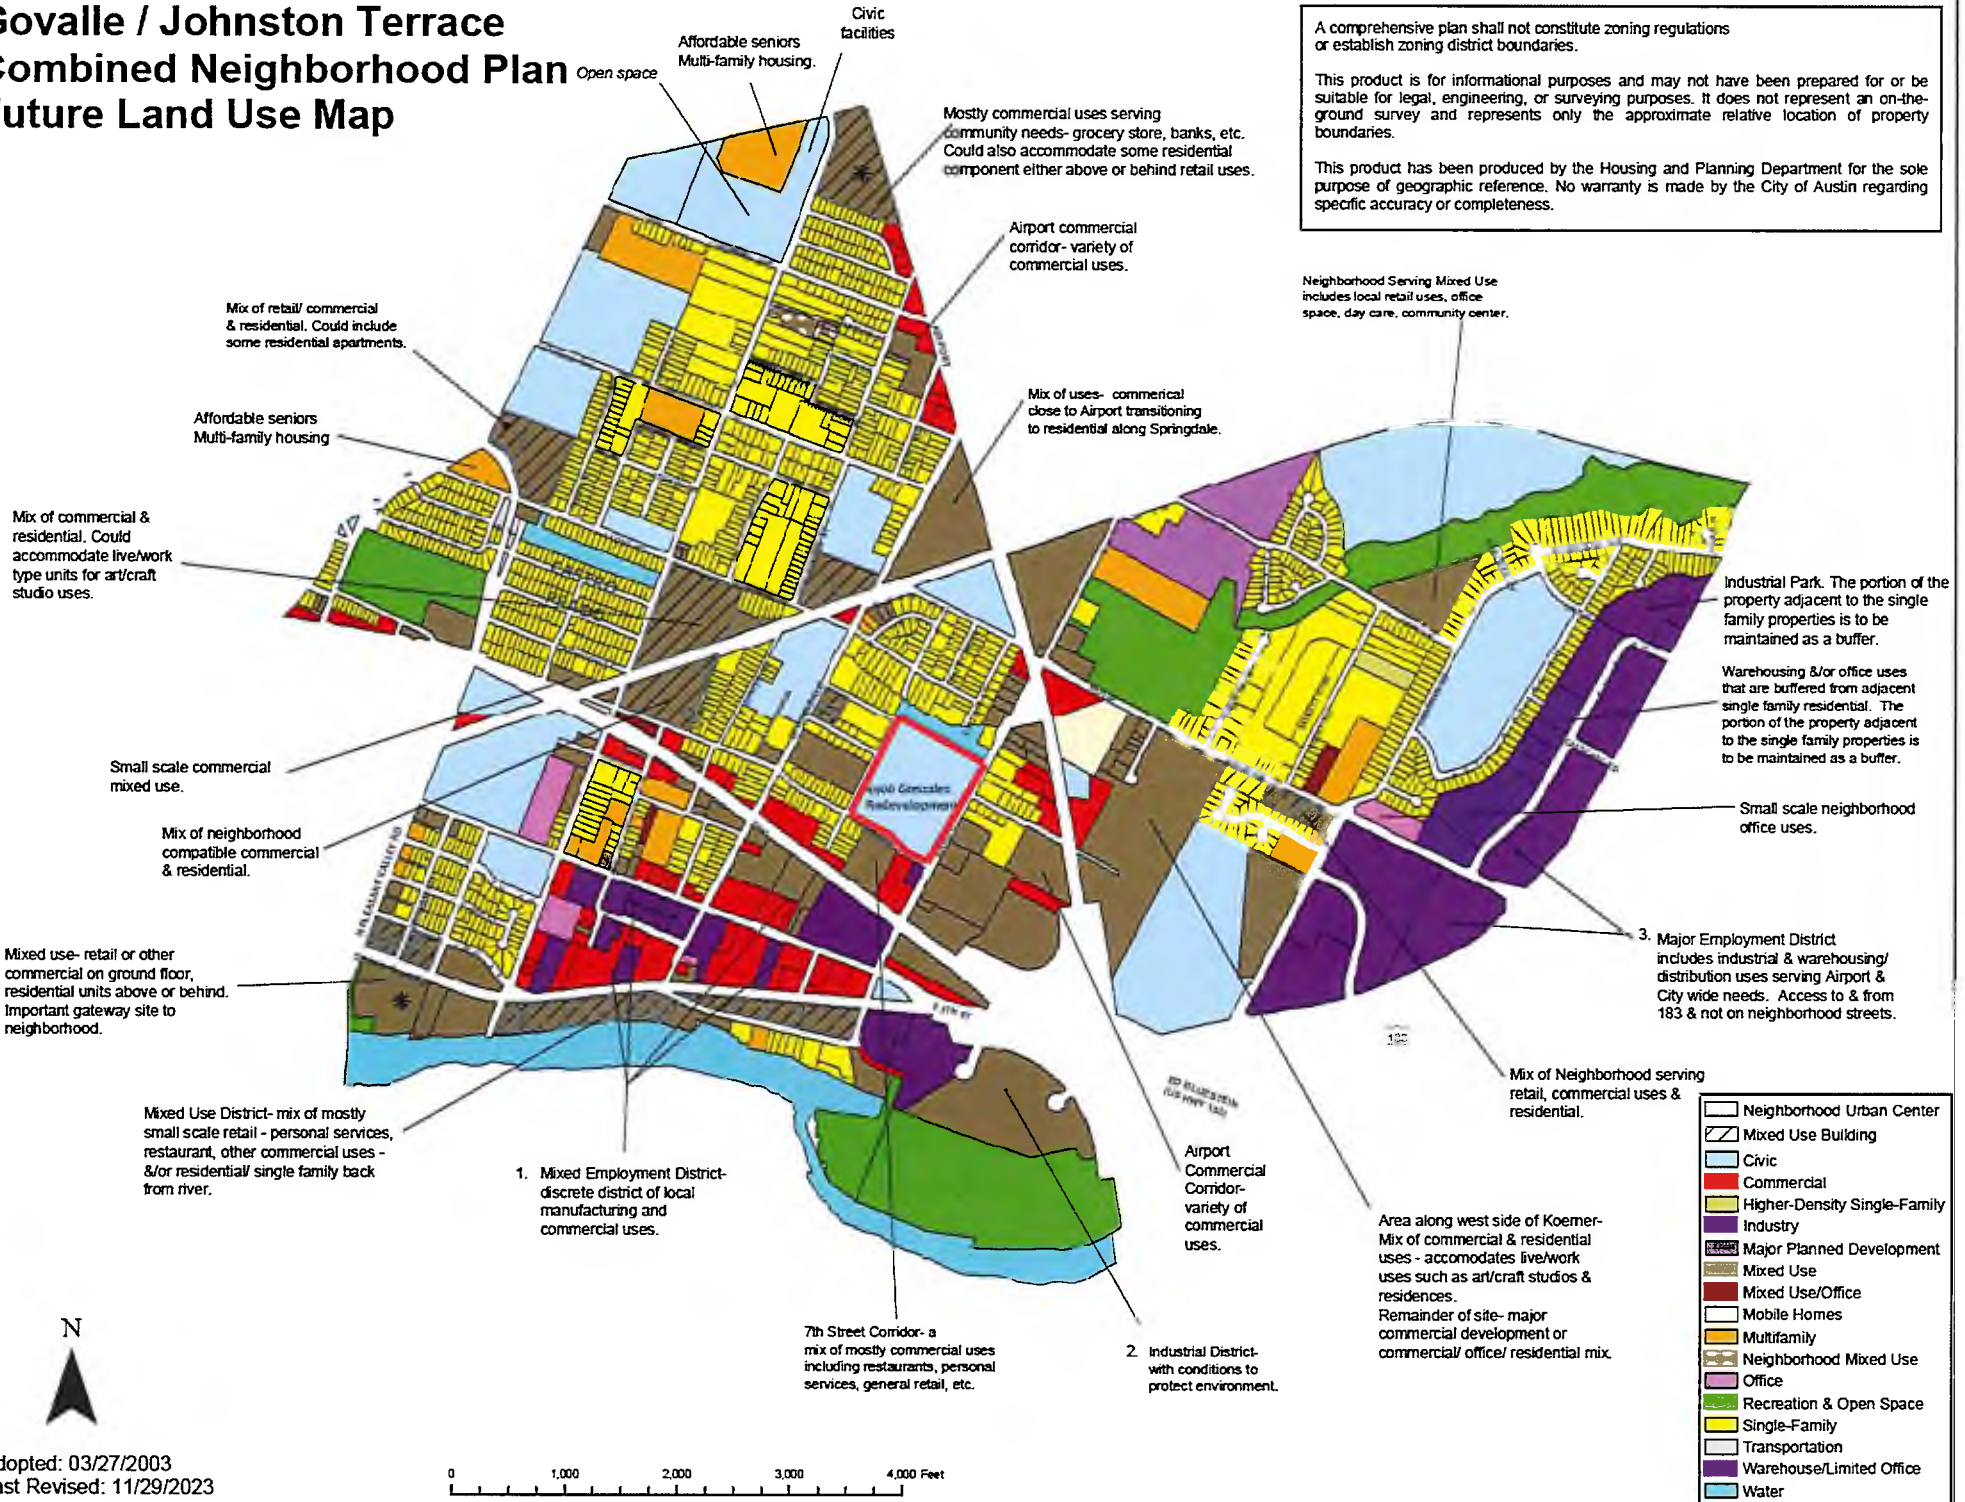 Govalle / Johnston Terrace
Combined Neighborhood Plan
Future Land Use Map
Open space
Affordable seniors
Multi-family housing.
Civic
facilities
Mostly commercial uses serving
community needs- grocery store, banks, etc.
Could also accommodate some residential
component either above or behind retail uses.
Airport commercial
corridor- variety of
commercial uses.
A comprehensive plan shall not constitute zoning regulations
or establish zoning district boundaries.
This product is for informational purposes and may not have been prepared for or be
suitable for legal, engineering, or surveying purposes. It does not represent an on-the-
ground survey and represents only the approximate relative location of property
boundaries.
This product has been produced by the Housing and Planning Department for the sole
purpose of geographic reference. No warranty is made by the City of Austin regarding
specific accuracy or completeness.
Neighborhood Serving Mixed Use
includes local retail uses, office
space, day care, community center.
Mix of retail/ commercial
& residential. Could include
some residential apartments.
Affordable seniors
Multi-family housing
Mix of uses- commerical
close to Airport transitioning
to residential along Springdale.
Mix of commercial &
residential. Could
accommodate live/work
type units for art/craft
studio uses.
Industrial Park. The portion of the
property adjacent to the single
family properties is to be
maintained as a buffer.
Warehousing &/or office uses
that are buffered from adjacent
single family residential. The
portion of the property adjacent
to the single family properties is
to be maintained as a buffer.
Small scale commercial
mixed use.
Gonzales
Redevelopment
Small scale neighborhood
office uses.
Mix of neighborhood
compatible commercial
& residential.
N PLEASANT VALLEY RD
Mixed use- retail or other
commercial on ground floor,
residential units above or behind.
Important gateway site to
neighborhood.
3. Major Employment District
includes industrial & warehousing/
distribution uses serving Airport &
City wide needs. Access to & from
183 & not on neighborhood streets.
E 7TH ST
183
ED BLUESTEIN
(US HWY 183)
Mix of Neighborhood serving
retail, commercial uses &
residential.
Mixed Use District- mix of mostly
small scale retail - personal services,
restaurant, other commercial uses -
&/or residential/ single family back
from river.
1. Mixed Employment District-
discrete district of local
manufacturing and
commercial uses.
Airport
Commercial
Corridor-
variety of
commercial
uses.
Area along west side of Koerner-
Mix of commercial & residential
uses - accomodates live/work
uses such as art/craft studios &
residences.
Remainder of site- major
commercial development or
commercial/ office/ residential mix.
7th Street Corridor- a
mix of mostly commercial uses
including restaurants, personal
services, general retail, etc.
2. Industrial District-
with conditions to
protect environment.
Neighborhood Urban Center
Mixed Use Building
Civic
Commercial
Higher-Density Single-Family
Industry
Major Planned Development
Mixed Use
Mixed Use/Office
Mobile Homes
Multifamily
Neighborhood Mixed Use
Office
Recreation & Open Space
Single-Family
Transportation
Warehouse/Limited Office
Water
N
dopted: 03/27/2003
ast Revised: 11/29/2023
0 1,000 2,000 3,000 4,000 Feet